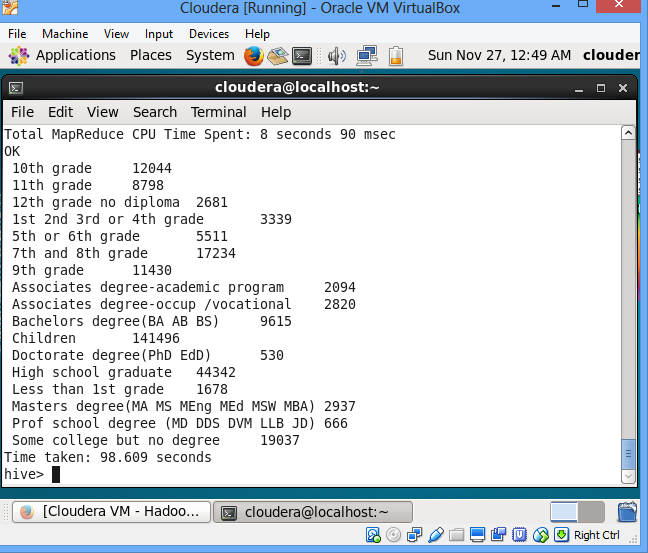 Cloudera [Running] - Oracle VM VirtualBox
File Machine View Input Devices Help
Applications Places System Sun Nov 27, 12:49 AM clouder
cloudera@localhost:~
File Edit View Search Terminal Help
Total MapReduce CPU Time Spent: 8 seconds 90 msec
OK
10th grade 12044
11th grade 8798
12th grade no diploma 2681
1st 2nd 3rd or 4th grade 3339
5th or 6th grade 5511
7th and 8th grade 17234
9th grade 11430
Associates degree-academic program 2094
Associates degree-occup /vocational 2820
Bachelors degree(BA AB BS) 9615
Children 141496
Doctorate degree(PhD EdD) 530
High school graduate 44342
Less than 1st grade 1678
Masters degree(MA MS MEng MEd MSW MBA) 2937
Prof school degree (MD DDS DVM LLB JD) 666
Some college but no degree 19037
Time taken: 98.609 seconds
hive>
[Cloudera VM - Hadoo... cloudera@localhost:~
Right Ctrl